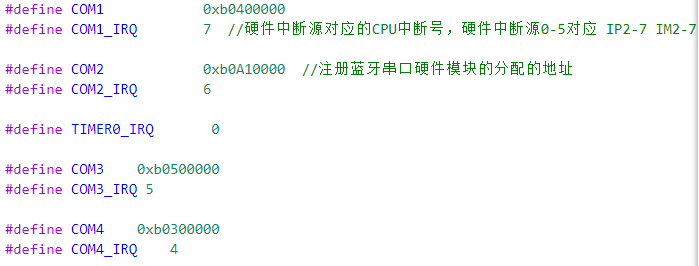 #define COM1 0xb0400000
#define COM1_IRQ 7 //硬件中断源对应的CPU中断号，硬件中断源0-5对应 IP2-7 IM2-7
#define COM2 0xb0A10000 //注册蓝牙串口硬件模块的分配的地址
#define COM2_IRQ 6
#define TIMER0_IRQ 0
#define COM3 0xb0500000
#define COM3_IRQ 5
#define COM4 0xb0300000
#define COM4_IRQ 4